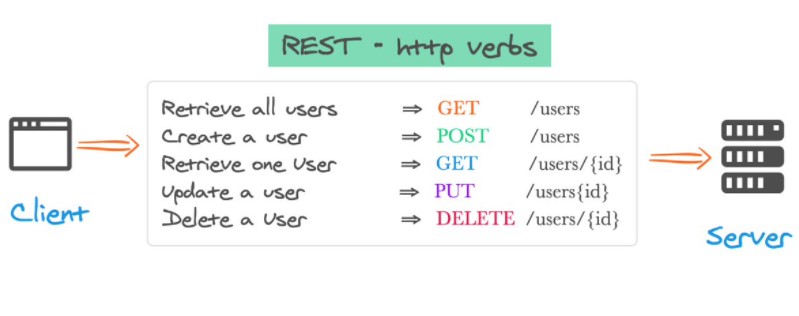 REST - http verbs
Retrieve all users ⇒ GET /users
Create a user ⇒ POST /users
Retrieve one User ⇒ GET /users/{id}
Update a user ⇒ PUT /users{id}
Delete a User ⇒ DELETE /users/{id}
Client
Server